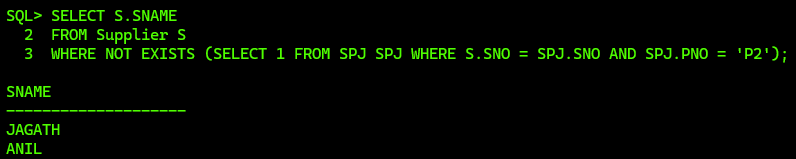 SQL> SELECT S.SNAME
  2  FROM Supplier S
  3  WHERE NOT EXISTS (SELECT 1 FROM SPJ SPJ WHERE S.SNO = SPJ.SNO AND SPJ.PNO = 'P2');
SNAME
--------------------
JAGATH
ANIL